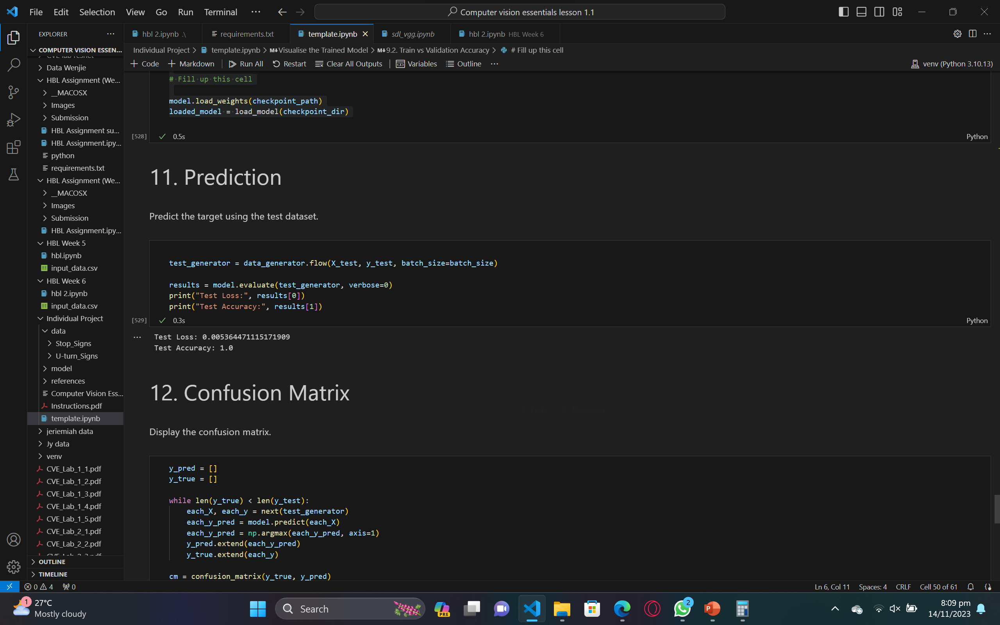 File Edit Selection View Go Run Terminal ···
Computer vision essentials lesson 1.1
EXPLORER ···
hbl 2.ipynb .\
requirements.txt
template.ipynb
sdl_vgg.ipynb
hbl 2.ipynb HBL Week 6
COMPUTER VISION ESSEN...
Data Wenjie
HBL Assignment (We...
__MACOSX
Images
Submission
HBL Assignment su...
HBL Assignment.ipy...
python
requirements.txt
HBL Assignment (We...
__MACOSX
Images
Submission
HBL Assignment.ipy...
HBL Week 5
hbl.ipynb
input_data.csv
HBL Week 6
hbl 2.ipynb
input_data.csv
Individual Project
data
Stop_Signs
U-turn_Signs
model
references
Computer Vision Ess...
Instructions.pdf
template.ipynb
jeriemiah data
Jy data
venv
CVE_Lab_1_1.pdf
CVE_Lab_1_2.pdf
CVE_Lab_1_3.pdf
CVE_Lab_1_4.pdf
CVE_Lab_1_5.pdf
CVE_Lab_2_1.pdf
CVE_Lab_2_2.pdf
OUTLINE
TIMELINE
Individual Project > template.ipynb > M↓Visualise the Trained Model > M↓9.2. Train vs Validation Accuracy > # Fill up this cell
+ Code + Markdown | Run All Restart Clear All Outputs | Variables Outline ···
venv (Python 3.10.13)
# Fill up this cell
model.load_weights(checkpoint_path)
loaded_model = load_model(checkpoint_dir)
[528] ✓ 0.5s Python
11. Prediction
Predict the target using the test dataset.
test_generator = data_generator.flow(X_test, y_test, batch_size=batch_size)
results = model.evaluate(test_generator, verbose=0)
print("Test Loss:", results[0])
print("Test Accuracy:", results[1])
[529] ✓ 0.3s Python
Test Loss: 0.005364471115171909
Test Accuracy: 1.0
12. Confusion Matrix
Display the confusion matrix.
y_pred = []
y_true = []
while len(y_true) < len(y_test):
each_X, each_y = next(test_generator)
each_y_pred = model.predict(each_X)
each_y_pred = np.argmax(each_y_pred, axis=1)
y_pred.extend(each_y_pred)
y_true.extend(each_y)
cm = confusion_matrix(y_true, y_pred)
0 4 0
Ln 6, Col 11 Spaces: 4 CRLF Cell 50 of 61
1
27°C
Mostly cloudy
Search
PRE
2
P
8:09 pm
14/11/2023